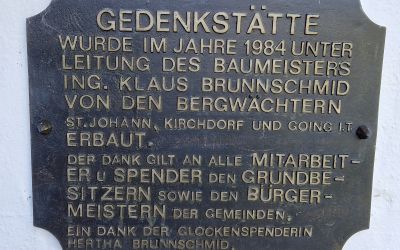 GEDENKSTÄTTE
WURDE IM JAHRE 1984 UNTER
LEITUNG DES BAUMEISTERS
ING. KLAUS BRUNNSCHMID
VON DEN BERGWÄCHTERN
ST. JOHANN, KIRCHDORF UND GOING I.T
ERBAUT.
DER DANK GILT AN ALLE MITARBEIT-
ER U SPENDER DEN GRUNDBE-
SITZERN SOWIE DEN BÜRGER-
MEISTERN DER GEMEINDEN,
EIN DANK DER GLOCKENSPENDERIN
HERTHA BRUNNSCHMID.